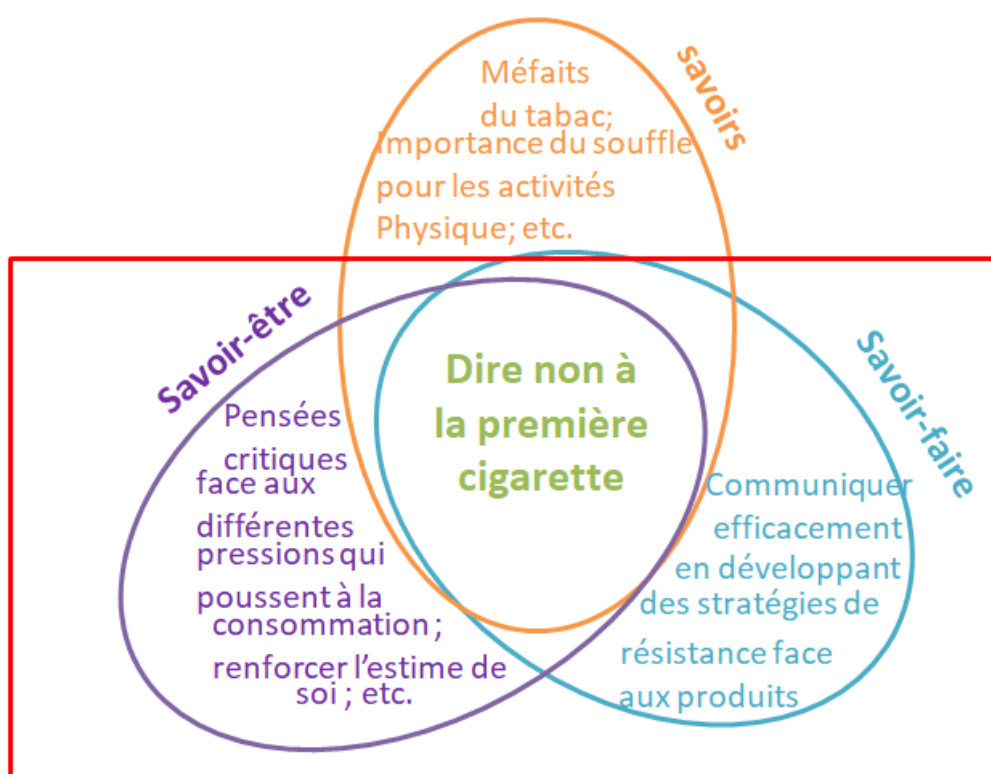 savoirs
Méfaits
du tabac;
Importance du souffle
pour les activités
Physique; etc.
Savoir-être
Pensées
critiques
face aux
différentes
pressions qui
poussent à la
consommation ;
renforcer l'estime de
soi ; etc.
Dire non à
la première
cigarette
Savoir-faire
Communiquer
efficacement
en développant
des stratégies de
résistance face
aux produits